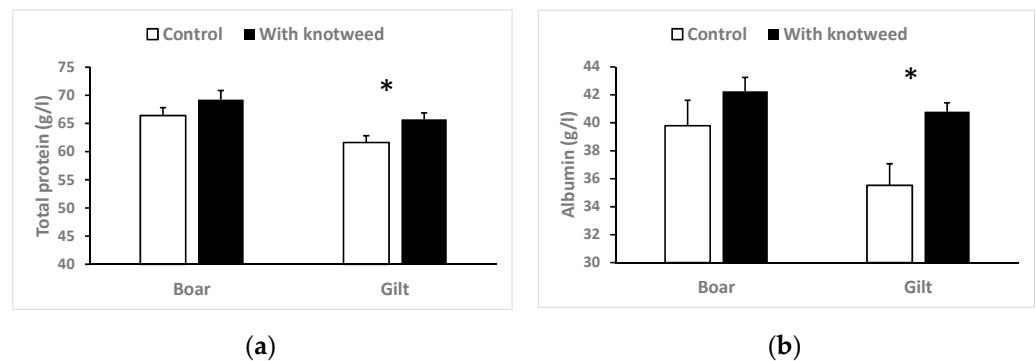 Control With knotweed
Total protein (g/l)
75
70
65
60
55
50
45
40
*
Boar Gilt
(a)
Control With knotweed
Albumin (g/l)
44
42
40
38
36
34
32
30
*
Boar Gilt
(b)